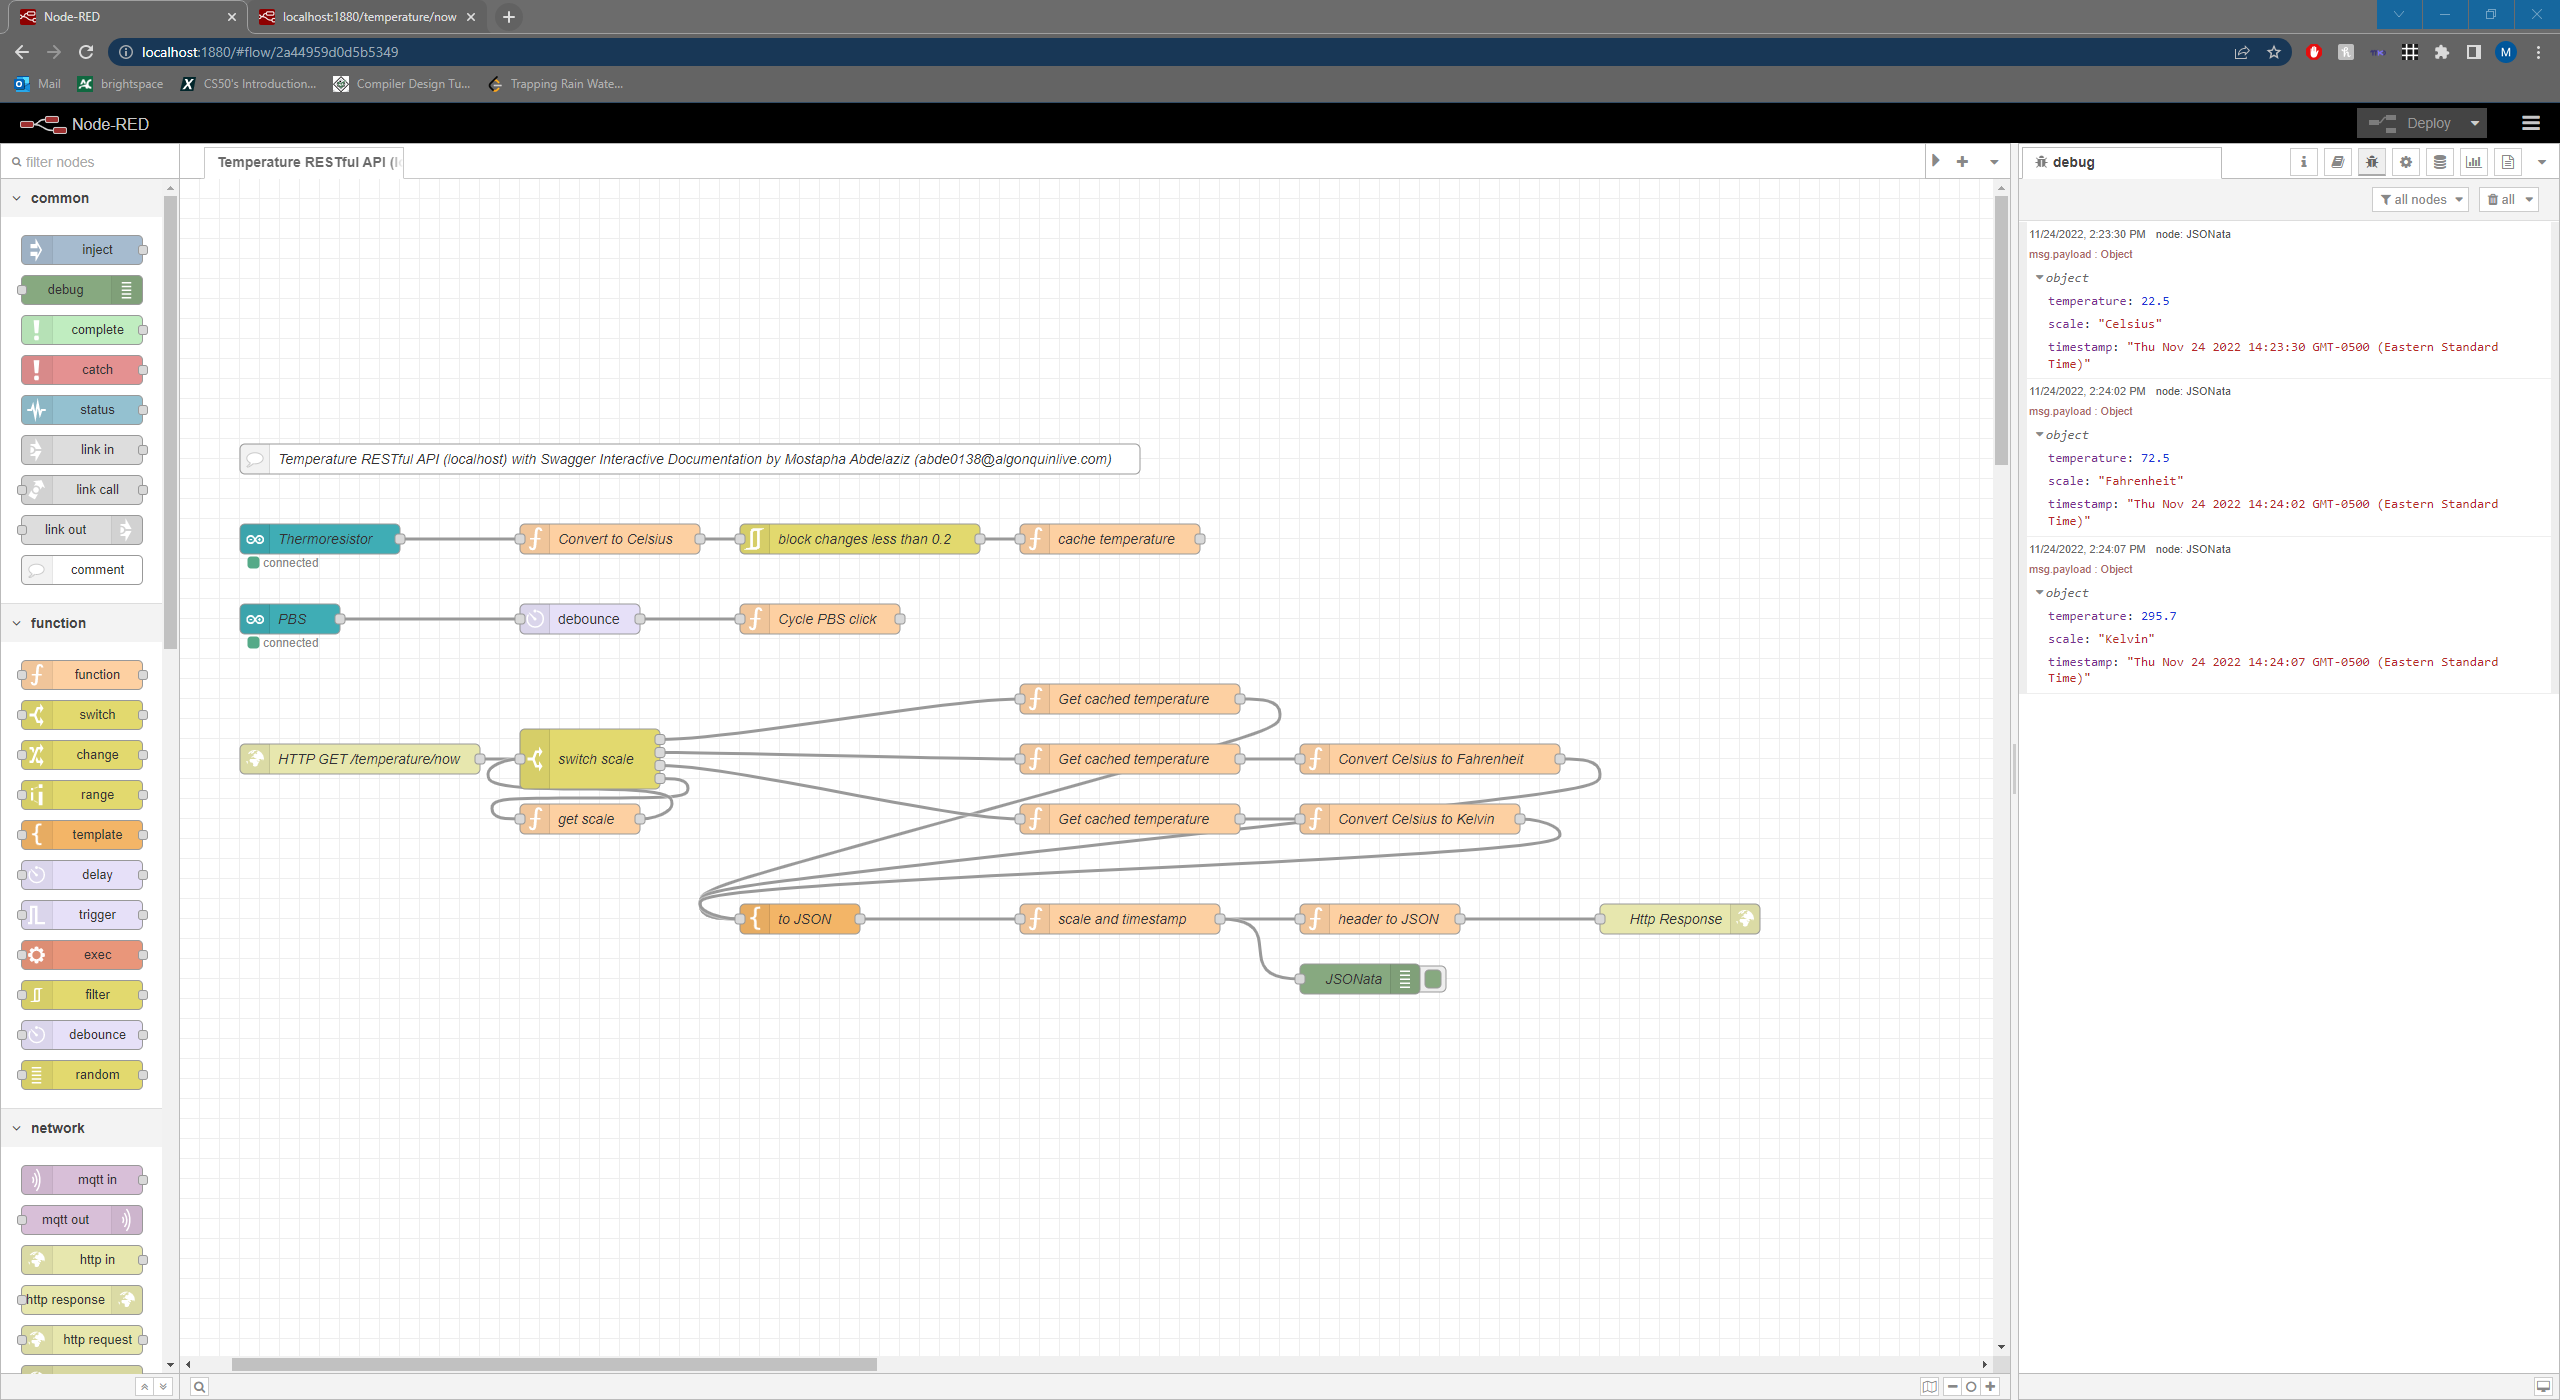 Node-RED
localhost:1880/temperature/now
localhost:1880/#flow/2a44959d0d5b5349
M
Mail
brightspace
CS50's Introduction...
Compiler Design Tu...
Trapping Rain Wate...
Node-RED
Deploy
filter nodes
Temperature RESTful API (l
debug
all nodes
all
common
inject
debug
complete
catch
status
link in
link call
link out
comment
function
function
switch
change
range
template
delay
trigger
exec
filter
debounce
random
network
mqtt in
mqtt out
http in
http response
http request
Temperature RESTful API (localhost) with Swagger Interactive Documentation by Mostapha Abdelaziz (abde0138@algonquinlive.com)
Thermoresistor
Convert to Celsius
block changes less than 0.2
cache temperature
connected
PBS
debounce
Cycle PBS click
connected
Get cached temperature
HTTP GET /temperature/now
switch scale
Get cached temperature
Convert Celsius to Fahrenheit
get scale
Get cached temperature
Convert Celsius to Kelvin
to JSON
scale and timestamp
header to JSON
Http Response
JSONata
11/24/2022, 2:23:30 PM node: JSONata
msg.payload : Object
object
temperature: 22.5
scale: "Celsius"
timestamp: "Thu Nov 24 2022 14:23:30 GMT-0500 (Eastern Standard
Time)"
11/24/2022, 2:24:02 PM node: JSONata
msg.payload : Object
object
temperature: 72.5
scale: "Fahrenheit"
timestamp: "Thu Nov 24 2022 14:24:02 GMT-0500 (Eastern Standard
Time)"
11/24/2022, 2:24:07 PM node: JSONata
msg.payload : Object
object
temperature: 295.7
scale: "Kelvin"
timestamp: "Thu Nov 24 2022 14:24:07 GMT-0500 (Eastern Standard
Time)"